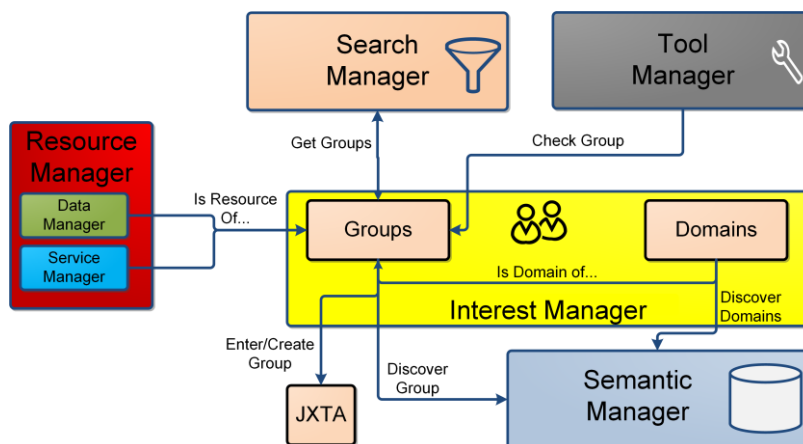 Search
Manager
Tool
Manager
Get Groups
Check Group
Resource
Manager
Data
Manager
Service
Manager
Is Resource
Of...
Groups
Domains
Is Domain of...
Interest Manager
Discover
Domains
Enter/Create
Group
Discover
Group
JXTA
Semantic
Manager